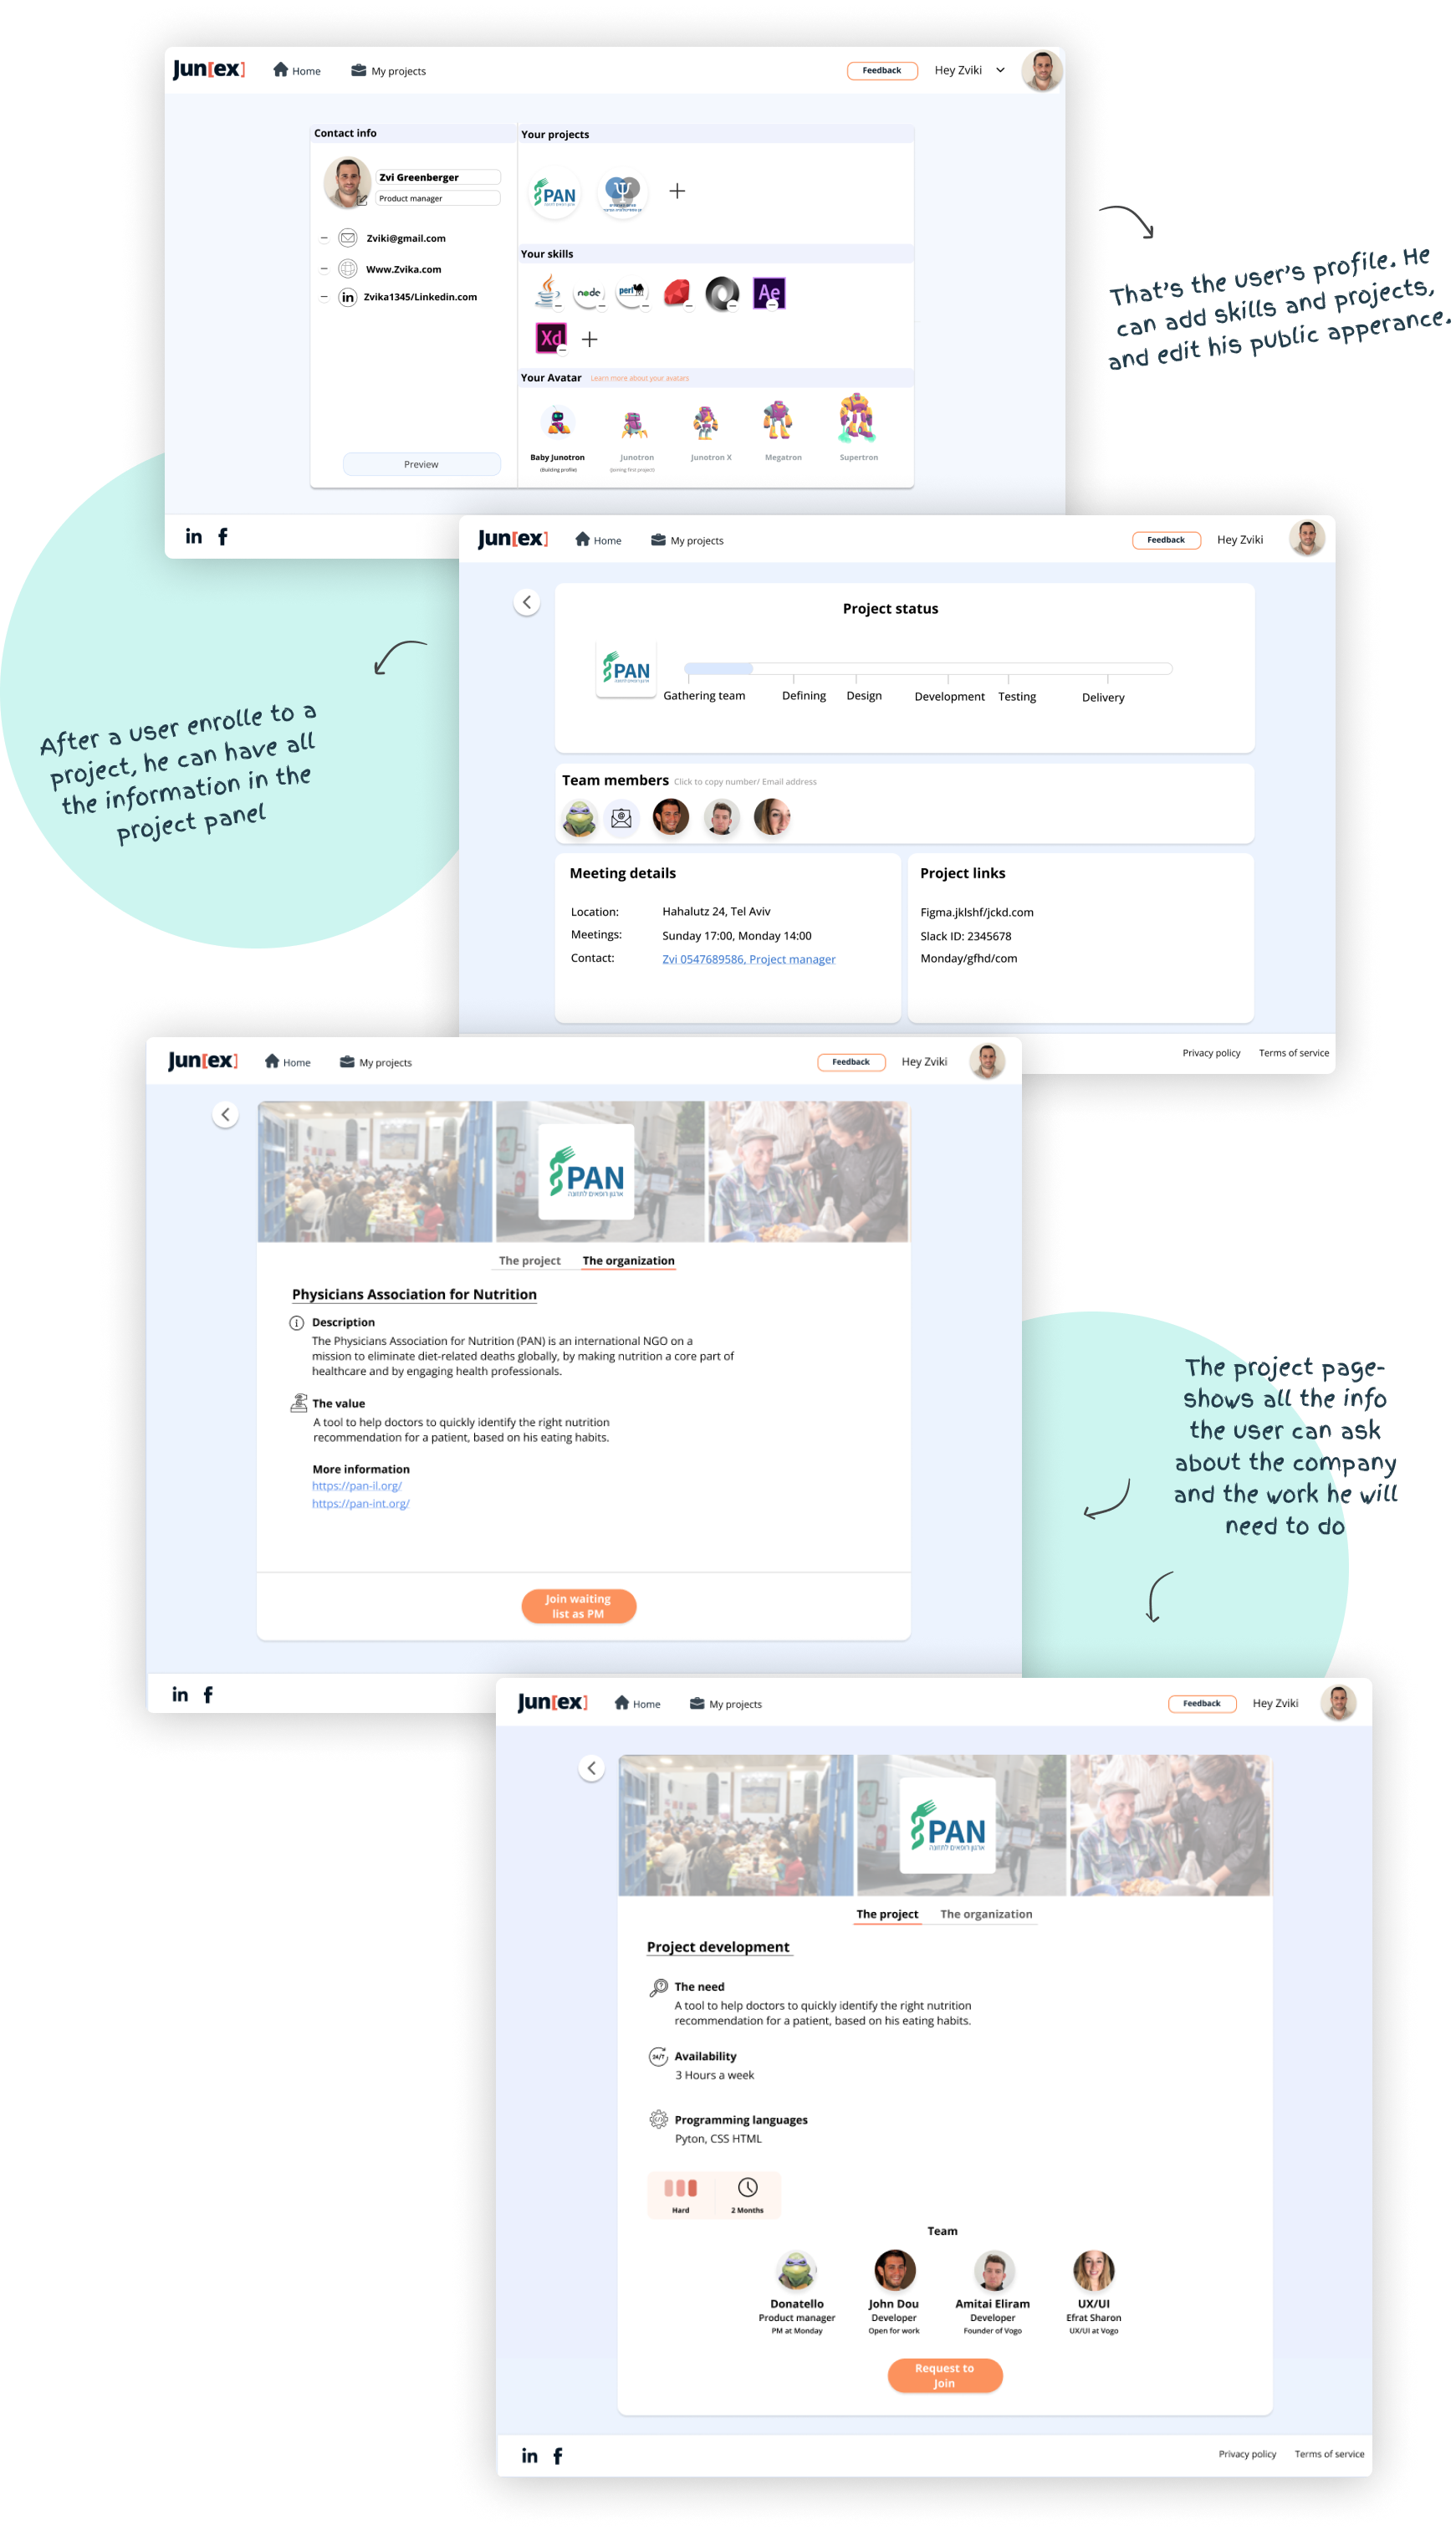 Jun[ex]
Home
My projects
Feedback
Hey Zviki
Contact info
Zvi Greenberger
Product manager
Zviki@gmail.com
Www.Zvika.com
in
Zvika1345/Linkedin.com
Preview
Your projects
PAN
ארגון רופאים לתזונה
Ψ
Your skills
node
perl
Ae
Xd
Your Avatar
Learn more about your avatars
Baby Junotron
(Building profile)
Junotron
(Joining first project)
Junotron X
Megatron
Supertron
in f
That's the user's profile. He
can add skills and projects,
and edit his public apperance.
Jun[ex]
Home
My projects
Feedback
Hey Zviki
Project status
PAN
ארגון רופאים לתזונה
Gathering team
Defining
Design
Development
Testing
Delivery
Team members
Click to copy number/ Email address
Meeting details
Location:
Hahalutz 24, Tel Aviv
Meetings:
Sunday 17:00, Monday 14:00
Contact:
Zvi 0547689586, Project manager
Project links
Figma.jklshf/jckd.com
Slack ID: 2345678
Monday/gfhd/com
Privacy policy
Terms of service
After a user enrolle to a
project, he can have all
the information in the
project panel
Jun[ex]
Home
My projects
Feedback
Hey Zviki
PAN
ארגון רופאים לתזונה
The project
The organization
Physicians Association for Nutrition
Description
The Physicians Association for Nutrition (PAN) is an international NGO on a
mission to eliminate diet-related deaths globally, by making nutrition a core part of
healthcare and by engaging health professionals.
The value
A tool to help doctors to quickly identify the right nutrition
recommendation for a patient, based on his eating habits.
More information
https://pan-il.org/
https://pan-int.org/
Join waiting
list as PM
in f
The project page-
shows all the info
the user can ask
about the company
and the work he will
need to do
Jun[ex]
Home
My projects
Feedback
Hey Zviki
PAN
ארגון רופאים לתזונה
The project
The organization
Project development
The need
A tool to help doctors to quickly identify the right nutrition
recommendation for a patient, based on his eating habits.
24/7
Availability
3 Hours a week
Programming languages
Pyton, CSS HTML
Hard
2 Months
Team
Donatello
Product manager
PM at Monday
John Dou
Developer
Open for work
Amitai Eliram
Developer
Founder of Vogo
UX/UI
Efrat Sharon
UX/UI at Vogo
Request to
Join
in f
Privacy policy
Terms of service